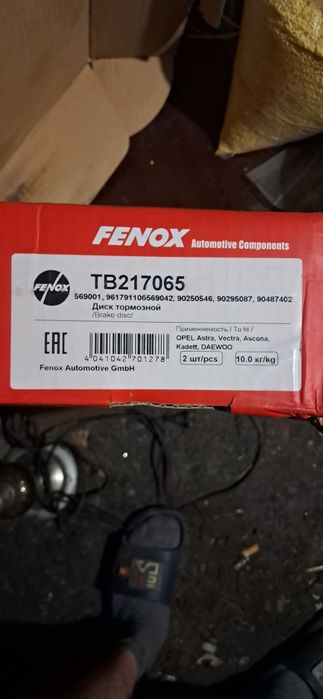 FENOX Automotive Components
FENOX
TB217065
569001, 961791106569042, 90250546, 90295087, 90487402
Диск тормозной
/Brake disc/
EAC
4 041042 701278
Применяемость / To fit /
OPEL Astra, Vectra, Ascona,
Kadett, DAEWOO
2 шт/pcs
10.0 кг/kg
Fenox Automotive GmbH